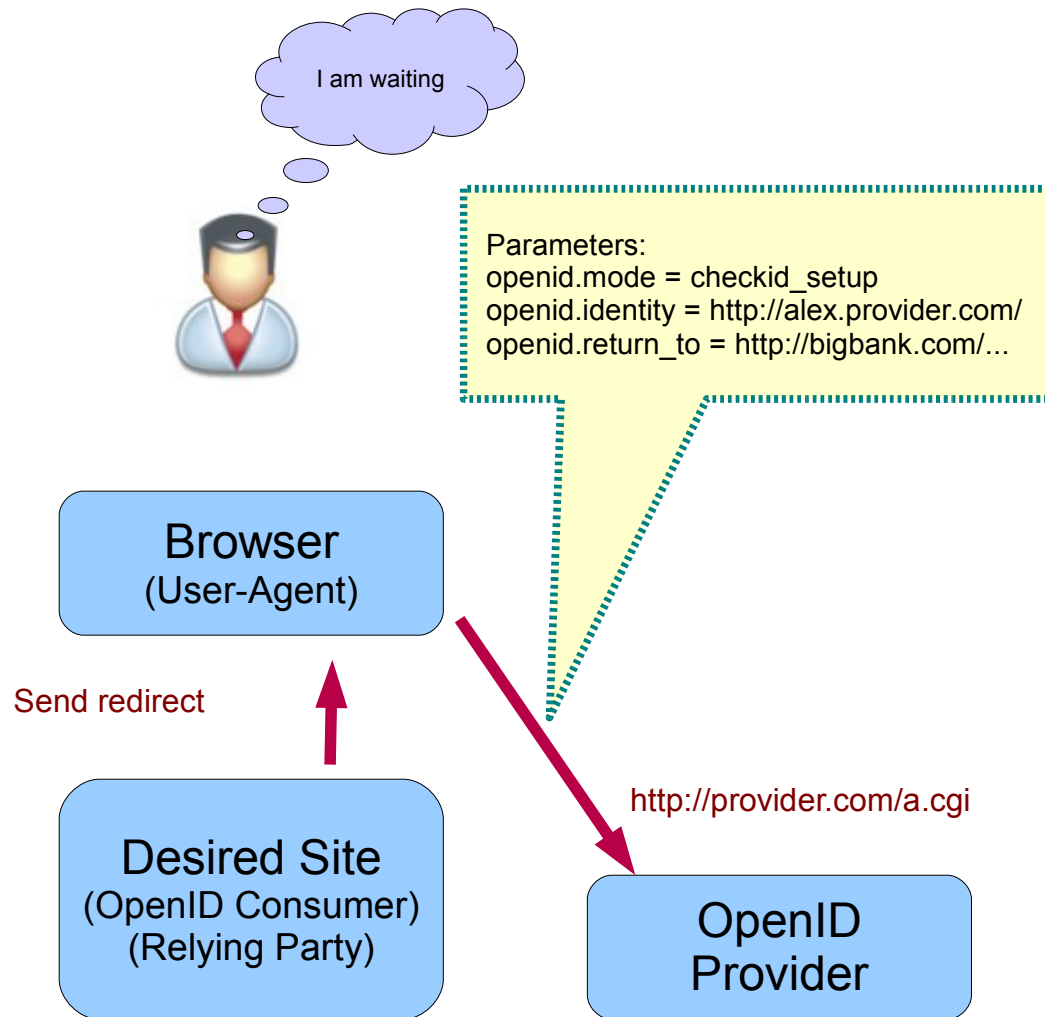 I am waiting
Parameters:
openid.mode = checkid_setup
openid.identity = http://alex.provider.com/
openid.return_to = http://bigbank.com/...
Browser
(User-Agent)
Send redirect
http://provider.com/a.cgi
Desired Site
(OpenID Consumer)
(Relying Party)
OpenID
Provider